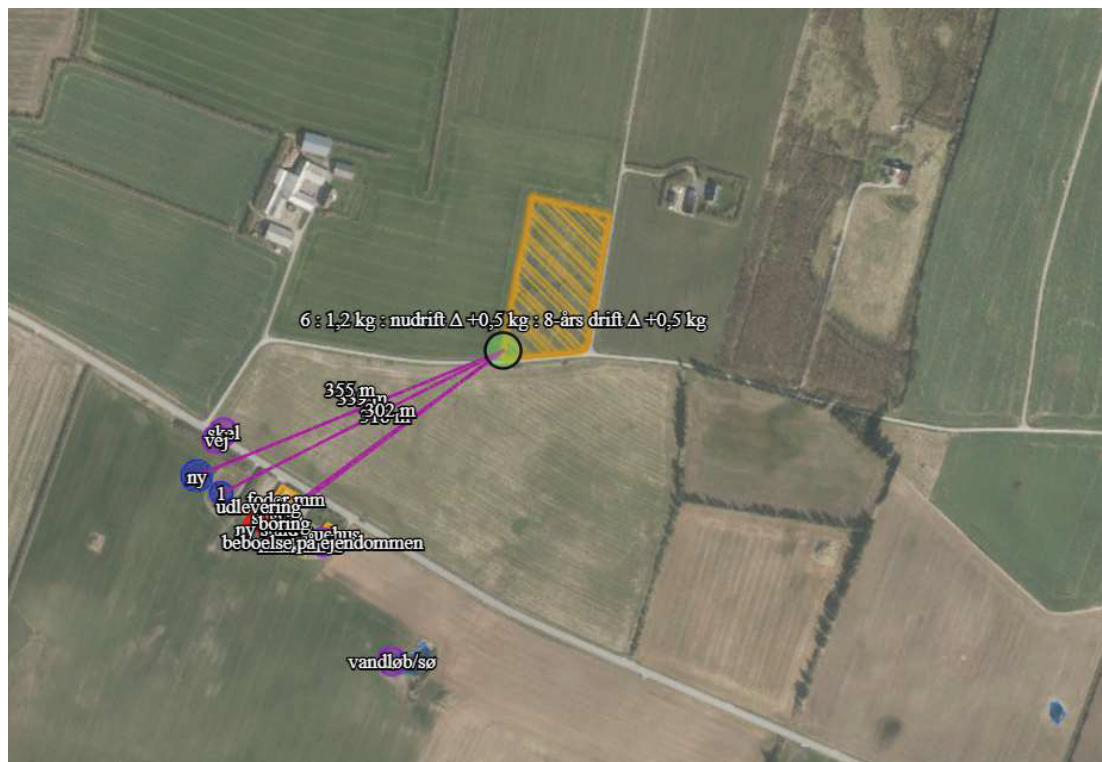 6 : 1,2 kg : nudrift Δ +0,5 kg : 8-års drift Δ +0,5 kg
355 m
302 m
skel
vej
ny
1
foder mm
udlevering
boring
ny
beboelse på ejendommen
vandløb/sø